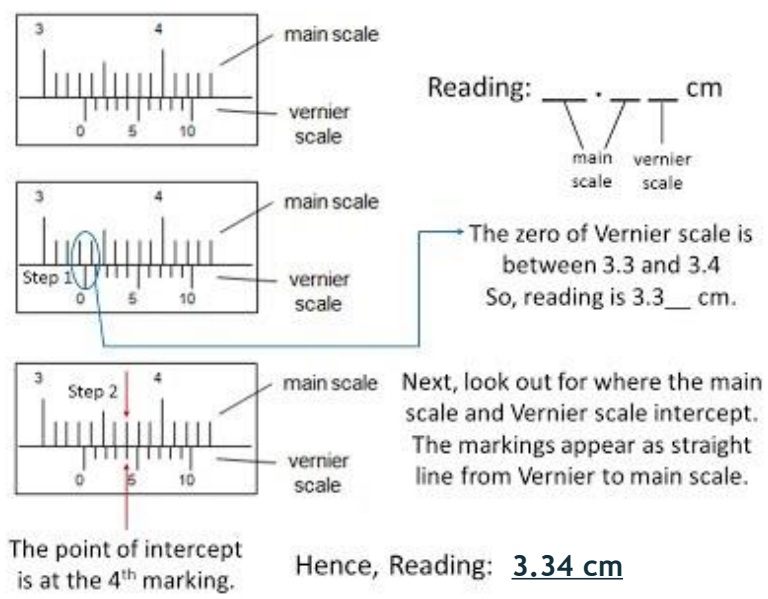 3 4
main scale
0 5 10
vernier
scale
Reading: __ . __ __ cm
main
scale
vernier
scale
3 4
main scale
Step 1
0 5 10
vernier
scale
The zero of Vernier scale is
between 3.3 and 3.4
So, reading is 3.3__ cm.
3 4
Step 2
main scale
0 5 10
vernier
scale
Next, look out for where the main
scale and Vernier scale intercept.
The markings appear as straight
line from Vernier to main scale.
The point of intercept
is at the 4th marking.
Hence, Reading: 3.34 cm